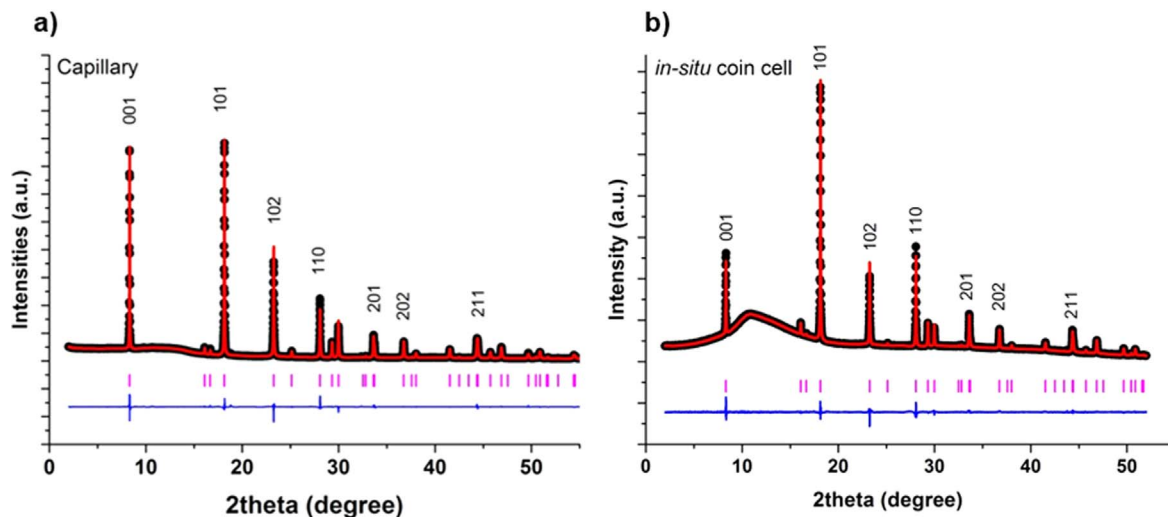 a)
Capillary
001
101
102
110
201
202
211
Intensities (a.u.)
0 10 20 30 40 50
2theta (degree)
b)
in-situ coin cell
001
101
102
110
201
202
211
Intensity (a.u.)
0 10 20 30 40 50
2theta (degree)